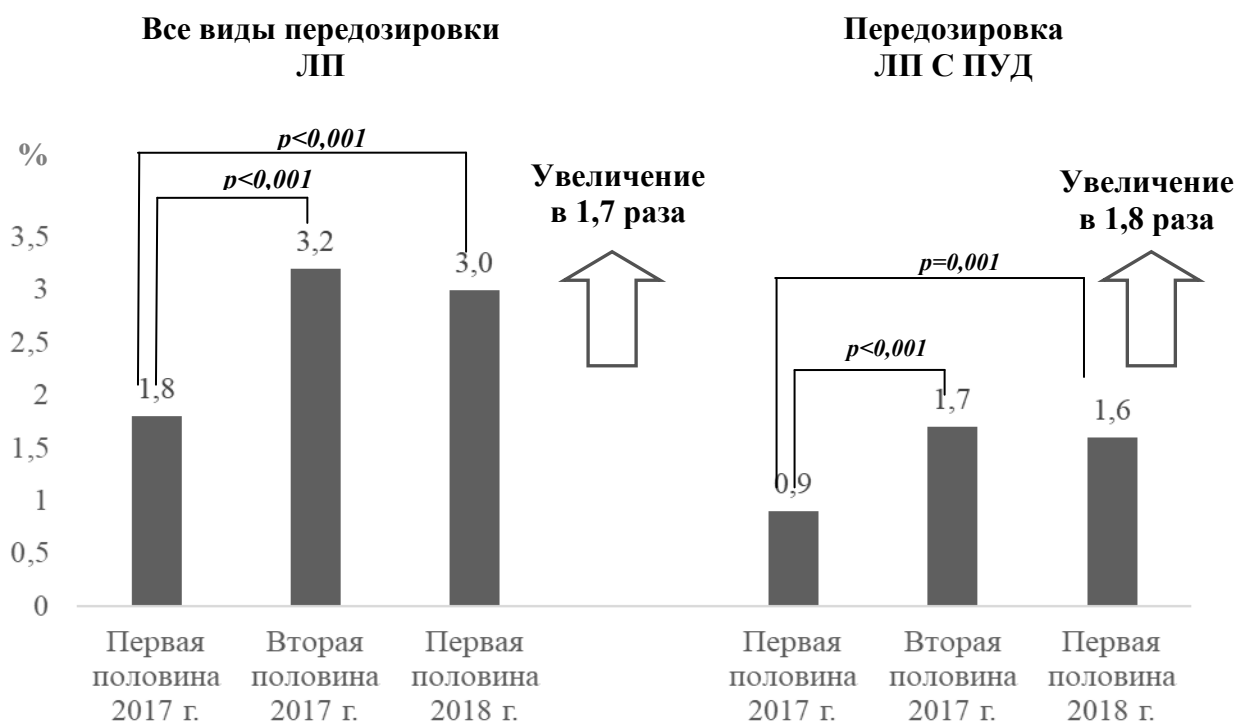 Все виды передозировки
ЛП
Передозировка
ЛП С ПУД
%
p<0,001
p<0,001
Увеличение
в 1,7 раза
Увеличение
в 1,8 раза
p=0,001
p<0,001
3,5
3
2,5
2
1,5
1
0,5
0
1,8
3,2
3,0
0,9
1,7
1,6
Первая
половина
2017 г.
Вторая
половина
2017 г.
Первая
половина
2018 г.
Первая
половина
2017 г.
Вторая
половина
2017 г.
Первая
половина
2018 г.